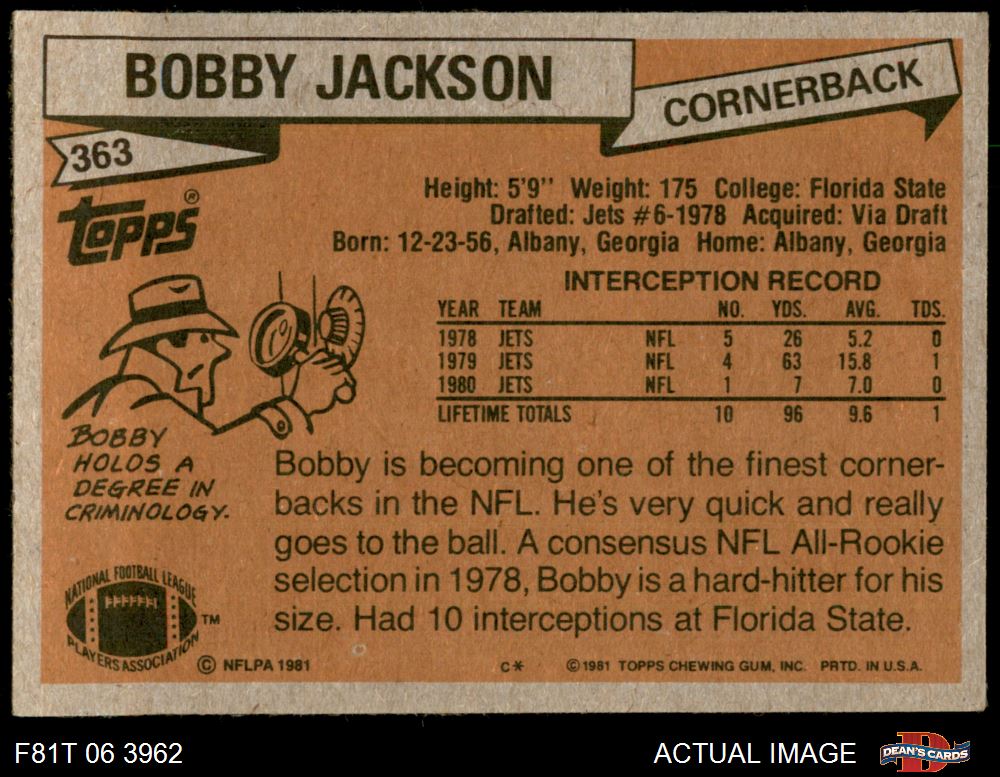 BOBBY JACKSON
CORNERBACK
363
TOPPS®
Height: 5'9" Weight: 175 College: Florida State
Drafted: Jets #6-1978 Acquired: Via Draft
Born: 12-23-56, Albany, Georgia Home: Albany, Georgia
INTERCEPTION RECORD
YEAR TEAM NO. YDS. AVG. TDS.
1978 JETS NFL 5 26 5.2 0
1979 JETS NFL 4 63 15.8 1
1980 JETS NFL 1 7 7.0 0
LIFETIME TOTALS 10 96 9.6 1
BOBBY
HOLDS A
DEGREE IN
CRIMINOLOGY.
Bobby is becoming one of the finest corner-
backs in the NFL. He's very quick and really
goes to the ball. A consensus NFL All-Rookie
selection in 1978, Bobby is a hard-hitter for his
size. Had 10 interceptions at Florida State.
NATIONAL FOOTBALL LEAGUE
PLAYERS ASSOCIATION
TM
© NFLPA 1981
C*
© 1981 TOPPS CHEWING GUM, INC. PRTD. IN U.S.A.
F81T 06 3962
ACTUAL IMAGE
D
DEAN'S CARDS